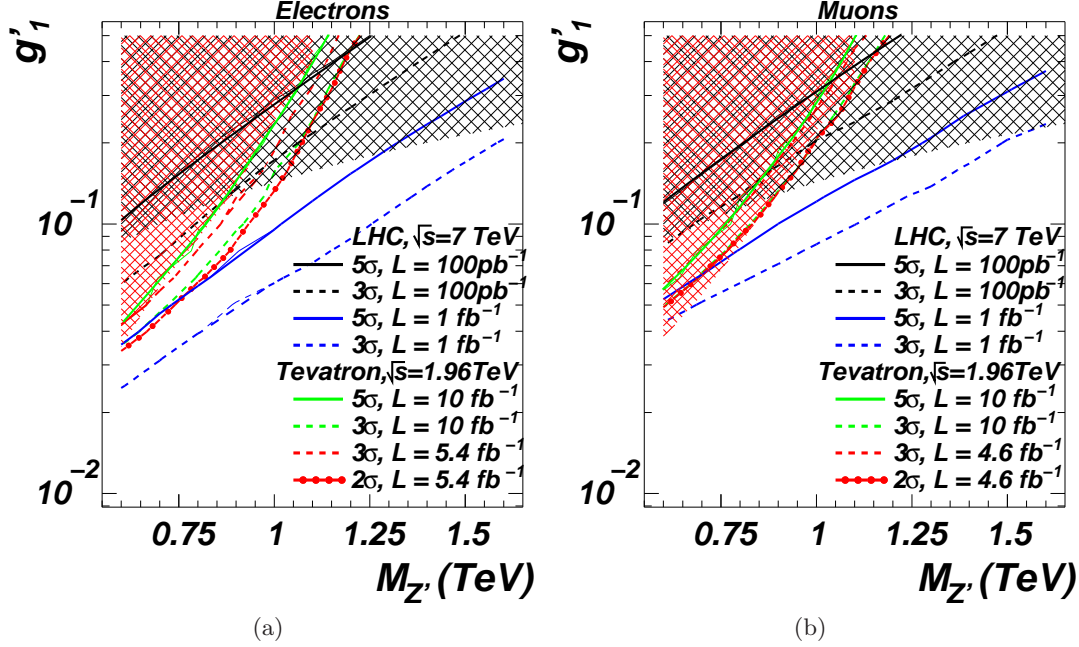 Electrons
g'1
10^-1
10^-2
LHC, √s=7 TeV
5σ, L = 100pb^-1
3σ, L = 100pb^-1
5σ, L = 1 fb^-1
3σ, L = 1 fb^-1
Tevatron,√s=1.96TeV
5σ, L = 10 fb^-1
3σ, L = 10 fb^-1
3σ, L = 5.4 fb^-1
2σ, L = 5.4 fb^-1
0.75 1 1.25 1.5
M_Z' (TeV)
(a)
Muons
g'1
10^-1
10^-2
LHC, √s=7 TeV
5σ, L = 100pb^-1
3σ, L = 100pb^-1
5σ, L = 1 fb^-1
3σ, L = 1 fb^-1
Tevatron,√s=1.96TeV
5σ, L = 10 fb^-1
3σ, L = 10 fb^-1
3σ, L = 4.6 fb^-1
2σ, L = 4.6 fb^-1
0.75 1 1.25 1.5
M_Z' (TeV)
(b)